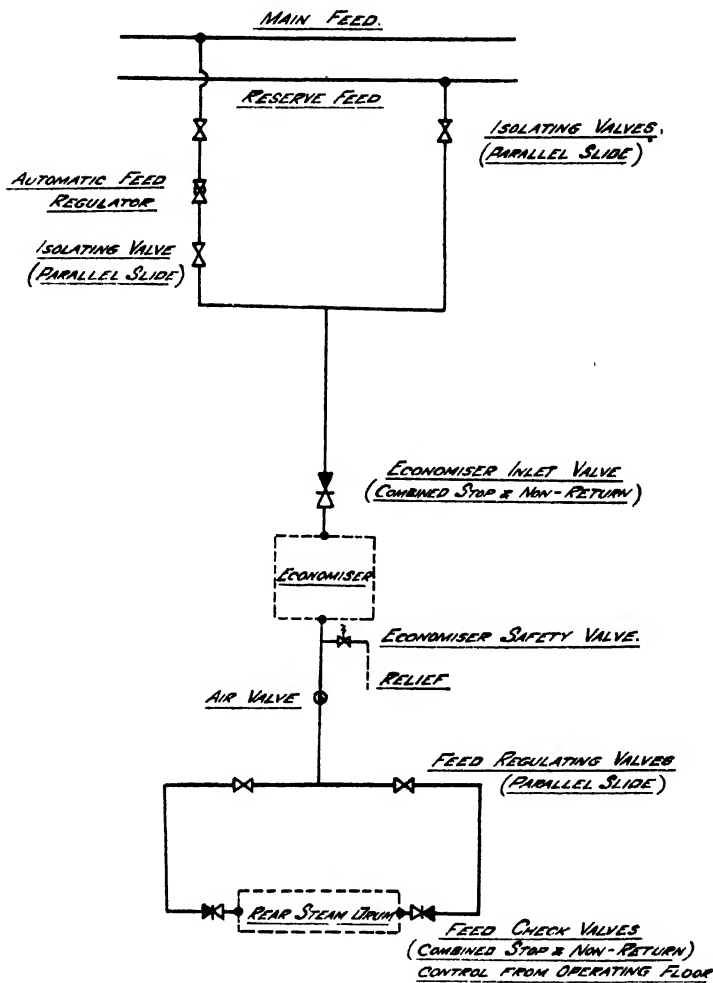 MAIN FEED.
RESERVE FEED
ISOLATING VALVES.
(PARALLEL SLIDE)
AUTOMATIC FEED
REGULATOR
ISOLATING VALVE
(PARALLEL SLIDE)
ECONOMISER INLET VALVE
(COMBINED STOP & NON-RETURN)
ECONOMISER
ECONOMISER SAFETY VALVE.
RELIEF
AIR VALVE
FEED REGULATING VALVES
(PARALLEL SLIDE)
REAR STEAM DRUM
FEED CHECK VALVES
(COMBINED STOP & NON-RETURN)
CONTROL FROM OPERATING FLOOR